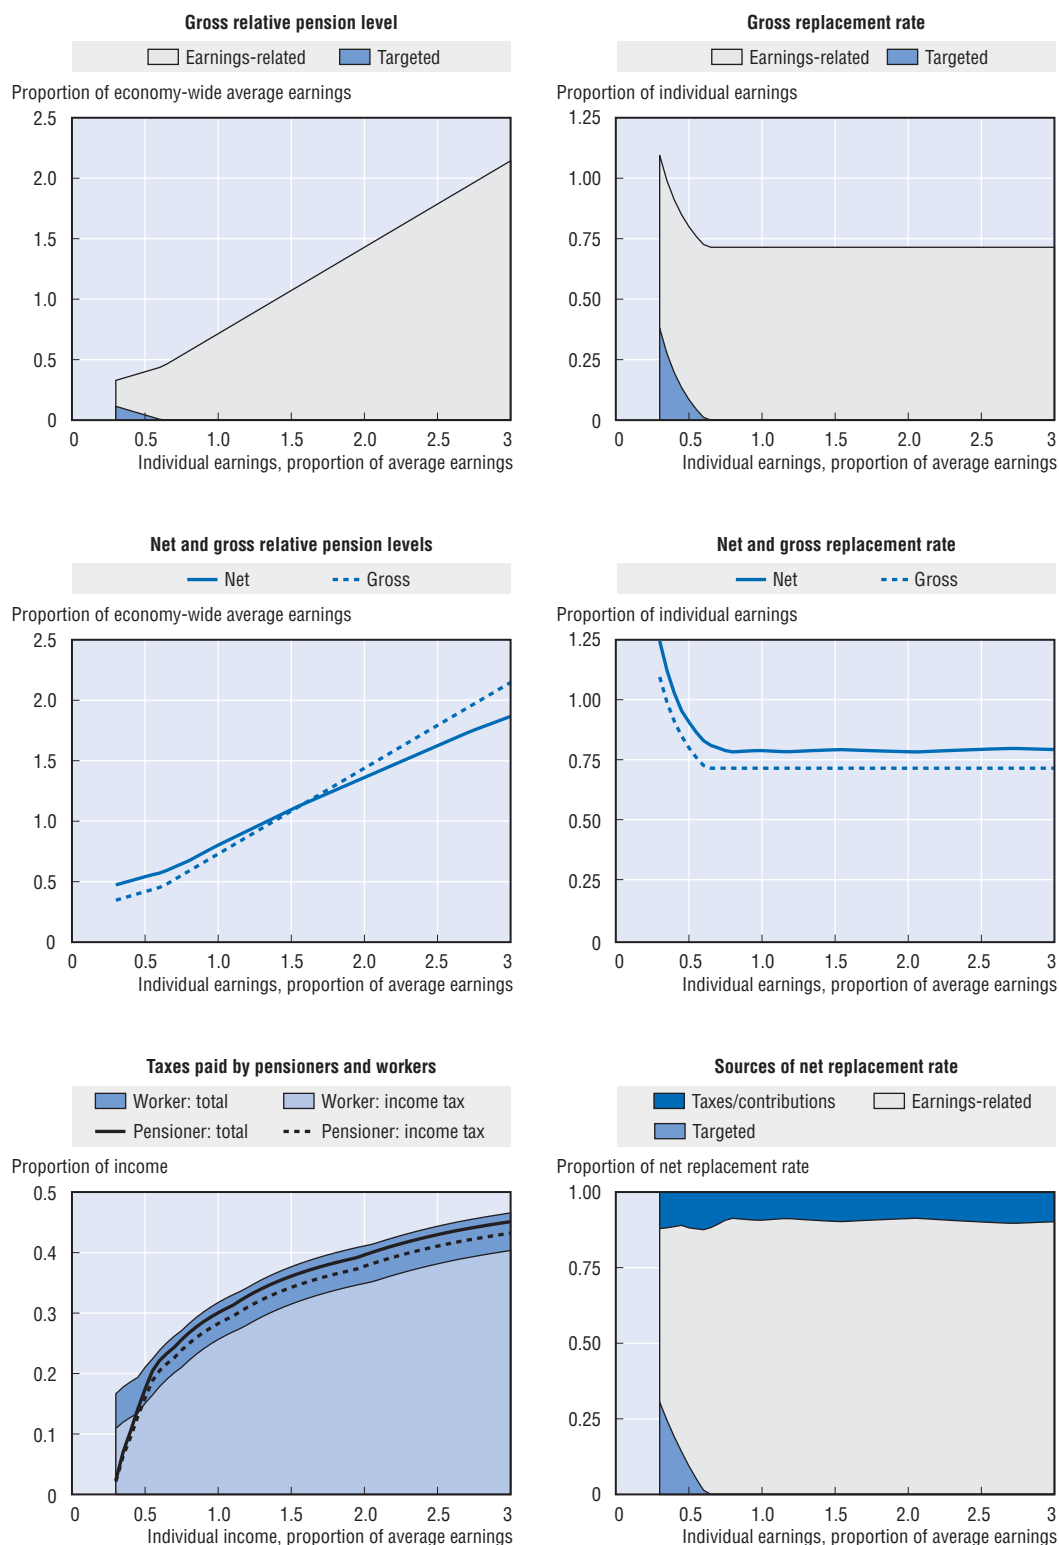 Gross relative pension level
Earnings-related Targeted
Proportion of economy-wide average earnings
2.5
2.0
1.5
1.0
0.5
0
0 0.5 1.0 1.5 2.0 2.5 3
Individual earnings, proportion of average earnings
Gross replacement rate
Earnings-related Targeted
Proportion of individual earnings
1.25
1.00
0.75
0.50
0.25
0
0 0.5 1.0 1.5 2.0 2.5 3
Individual earnings, proportion of average earnings
Net and gross relative pension levels
Net Gross
Proportion of economy-wide average earnings
2.5
2.0
1.5
1.0
0.5
0
0 0.5 1.0 1.5 2.0 2.5 3
Individual earnings, proportion of average earnings
Net and gross replacement rate
Net Gross
Proportion of individual earnings
1.25
1.00
0.75
0.50
0.25
0
0 0.5 1.0 1.5 2.0 2.5 3
Individual earnings, proportion of average earnings
Taxes paid by pensioners and workers
Worker: total Worker: income tax
Pensioner: total Pensioner: income tax
Proportion of income
0.5
0.4
0.3
0.2
0.1
0
0 0.5 1.0 1.5 2.0 2.5 3
Individual income, proportion of average earnings
Sources of net replacement rate
Taxes/contributions Earnings-related
Targeted
Proportion of net replacement rate
1.00
0.75
0.50
0.25
0
0 0.5 1.0 1.5 2.0 2.5 3
Individual earnings, proportion of average earnings